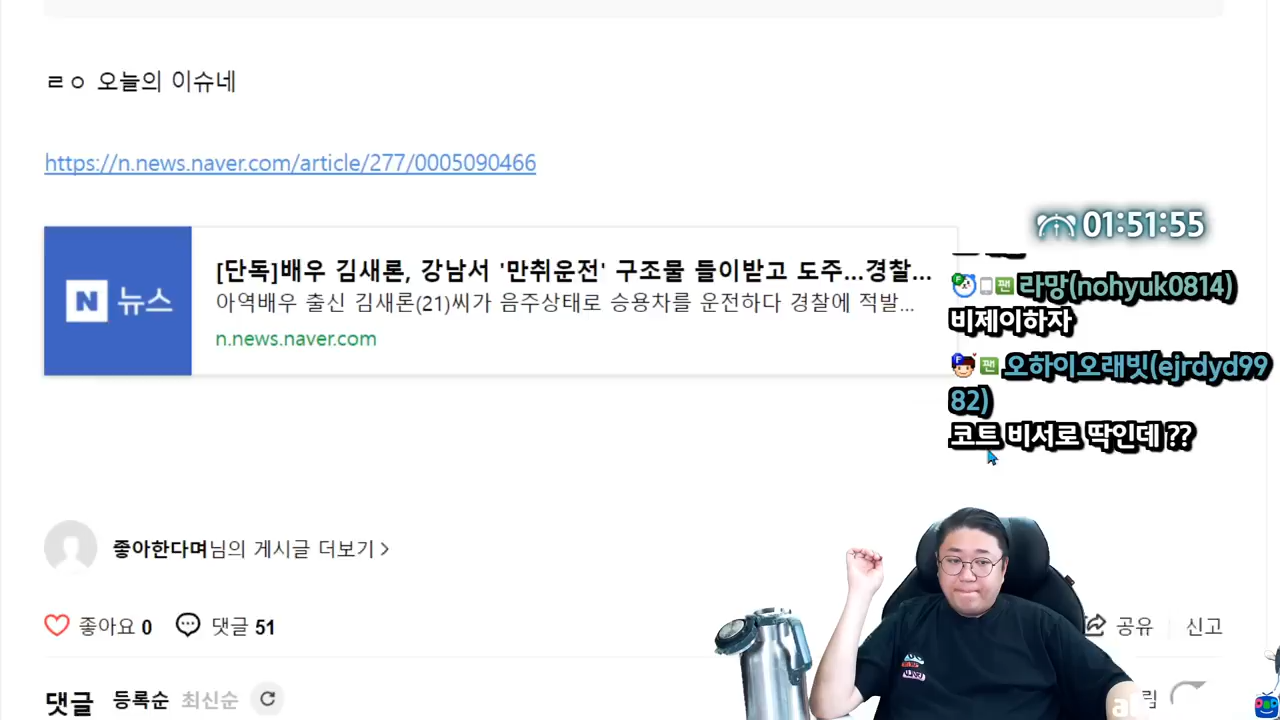 ㄹㅇ 오늘의 이슈네
https://n.news.naver.com/article/277/0005090466
N 뉴스
[단독]배우 김새론, 강남서 '만취운전' 구조물 들이받고 도주...경찰...
아역배우 출신 김새론(21)씨가 음주상태로 승용차를 운전하다 경찰에 적발...
n.news.naver.com
01:51:55
라망(nohyuk0814)
비제이하자
오하이오래빗(ejrdyd99
82)
코트 비서로 딱인데 ??
좋아한다며님의 게시글 더보기 >
좋아요 0 댓글 51
공유 신고
댓글 등록순 최신순